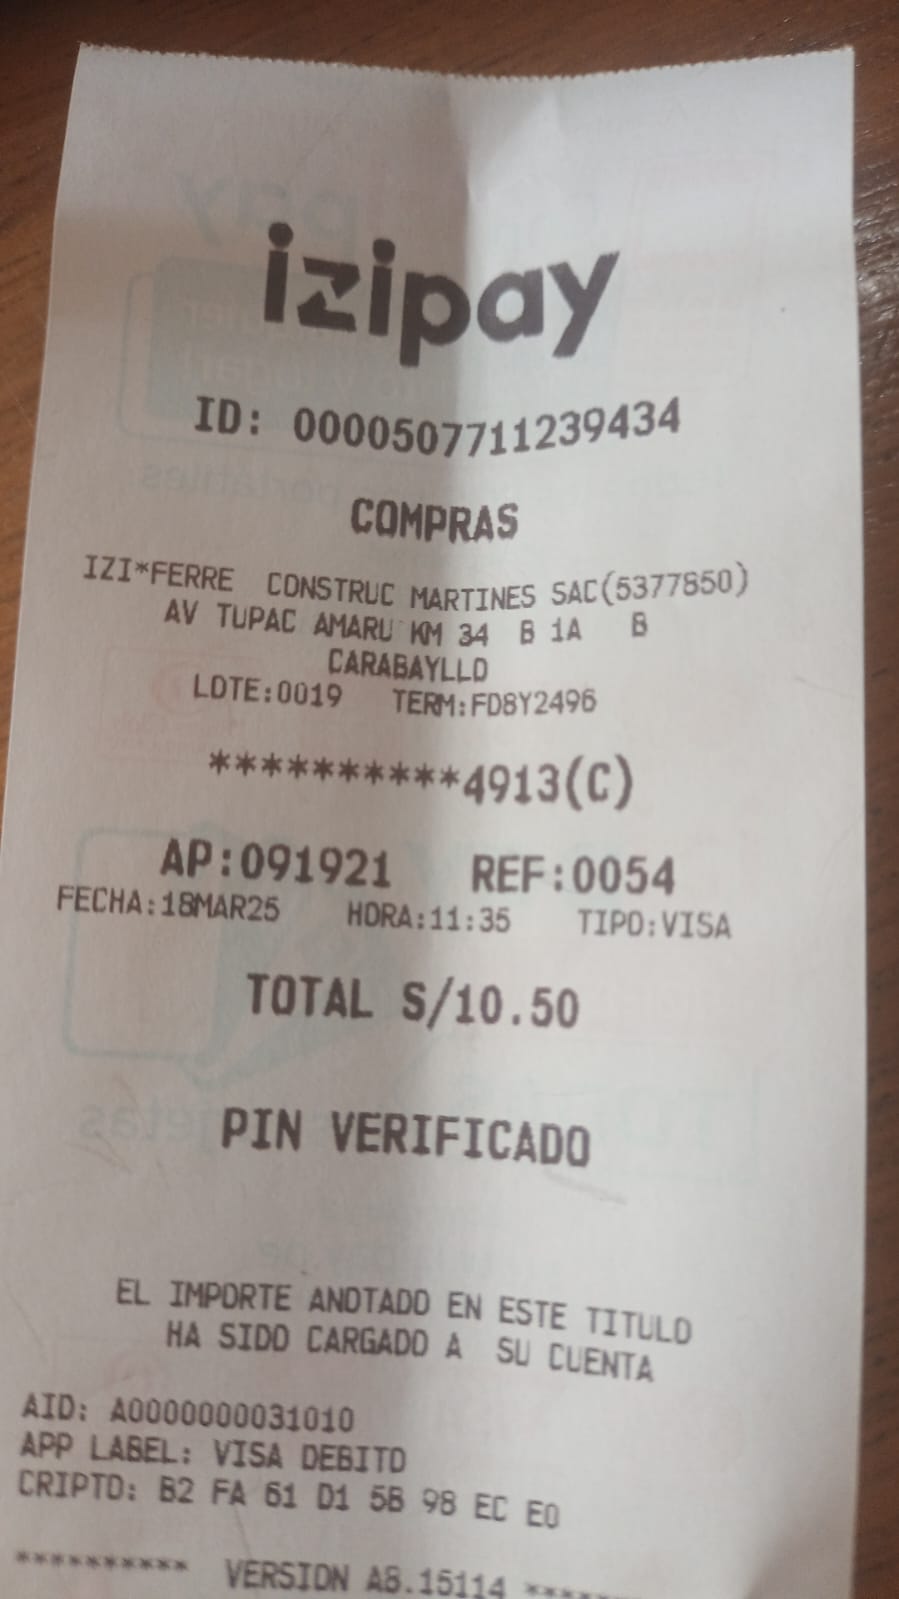 izipay
ID: 0000507711239434
COMPRAS
IZI*FERRE CONSTRUC MARTINES SAC(5377850)
AV TUPAC AMARU KM 34 B 1A B
CARABAYLLO
LOTE:0019 TERM:FD8Y2496
**********4913(C)
AP:091921 REF:0054
FECHA:18MAR25 HORA:11:35 TIPO:VISA
TOTAL S/10.50
PIN VERIFICADO
EL IMPORTE ANOTADO EN ESTE TITULO
HA SIDO CARGADO A SU CUENTA
AID: A0000000031010
APP LABEL: VISA DEBITO
CRIPTO: B2 FA 61 D1 5B 98 EC E0
********** VERSION A8.15114 ******